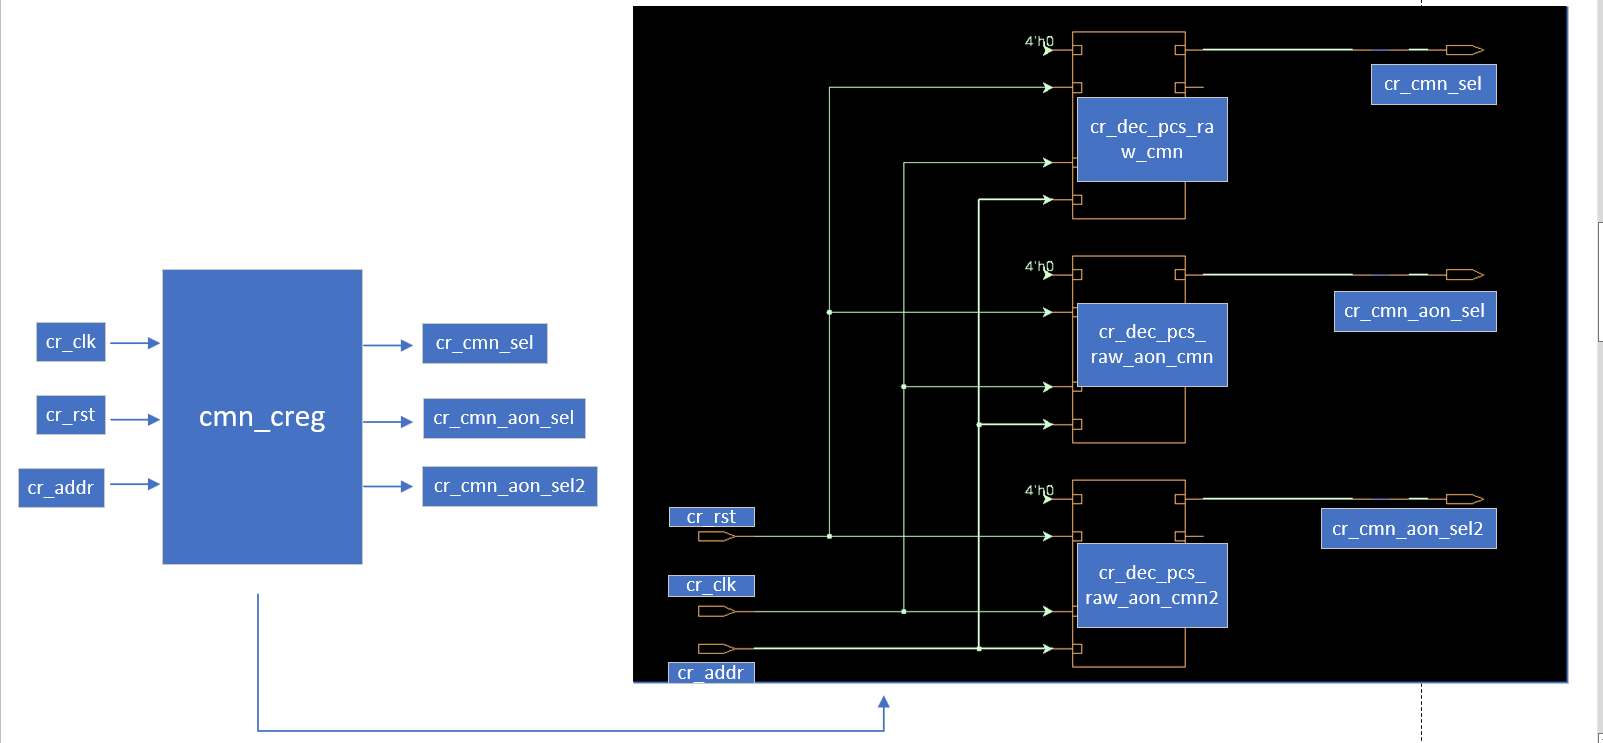 cr_clk
cr_rst
cr_addr
cmn_creg
cr_cmn_sel
cr_cmn_aon_sel
cr_cmn_aon_sel2
4'h0
cr_dec_pcs_ra
w_cmn
cr_cmn_sel
4'h0
cr_dec_pcs_
raw_aon_cmn
cr_cmn_aon_sel
4'h0
cr_dec_pcs_
raw_aon_cmn2
cr_cmn_aon_sel2
cr_rst
cr_clk
cr_addr